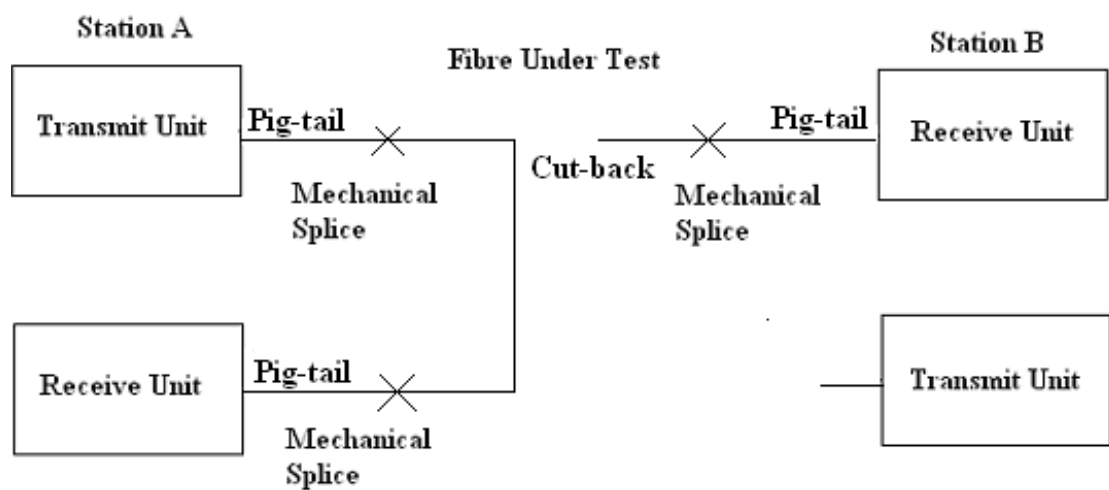 Station A
Station B
Fibre Under Test
Transmit Unit
Pig-tail
Pig-tail
Receive Unit
Cut-back
Mechanical
Splice
Mechanical
Splice
Receive Unit
Pig-tail
Transmit Unit
Mechanical
Splice